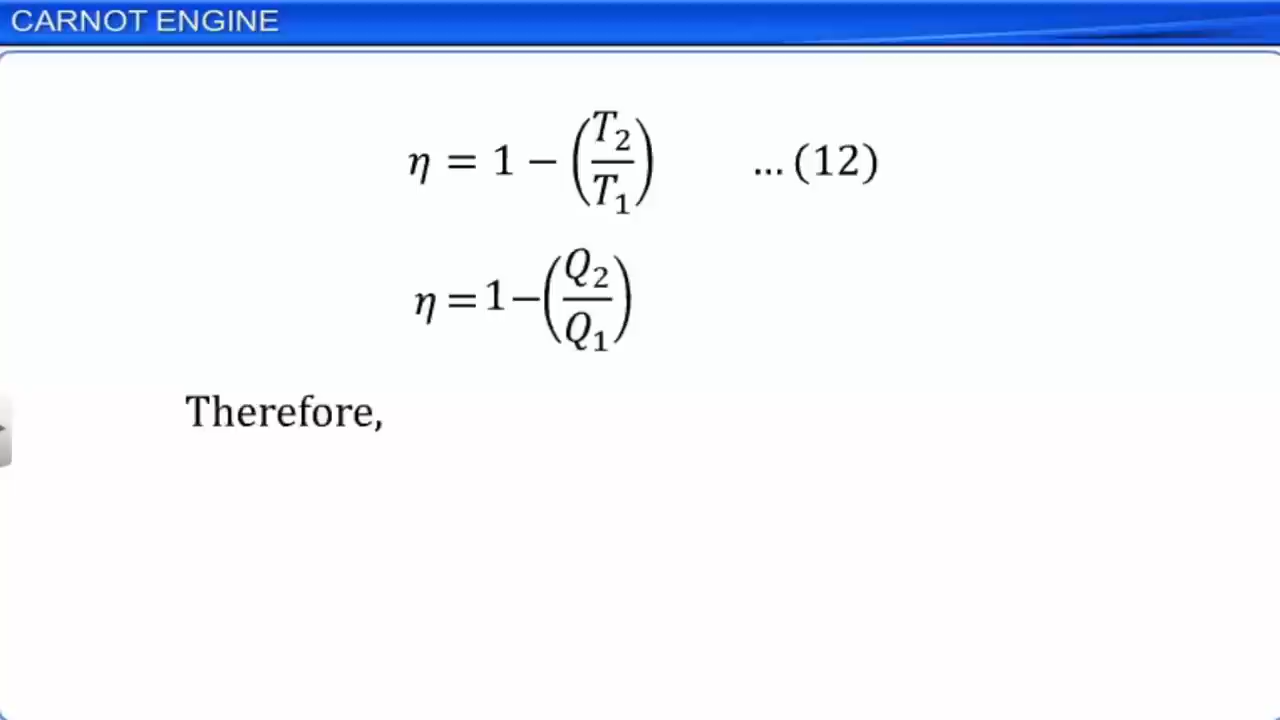 CARNOT ENGINE
η = 1 − (T₂/T₁) ... (12)
η = 1 − (Q₂/Q₁)
Therefore,